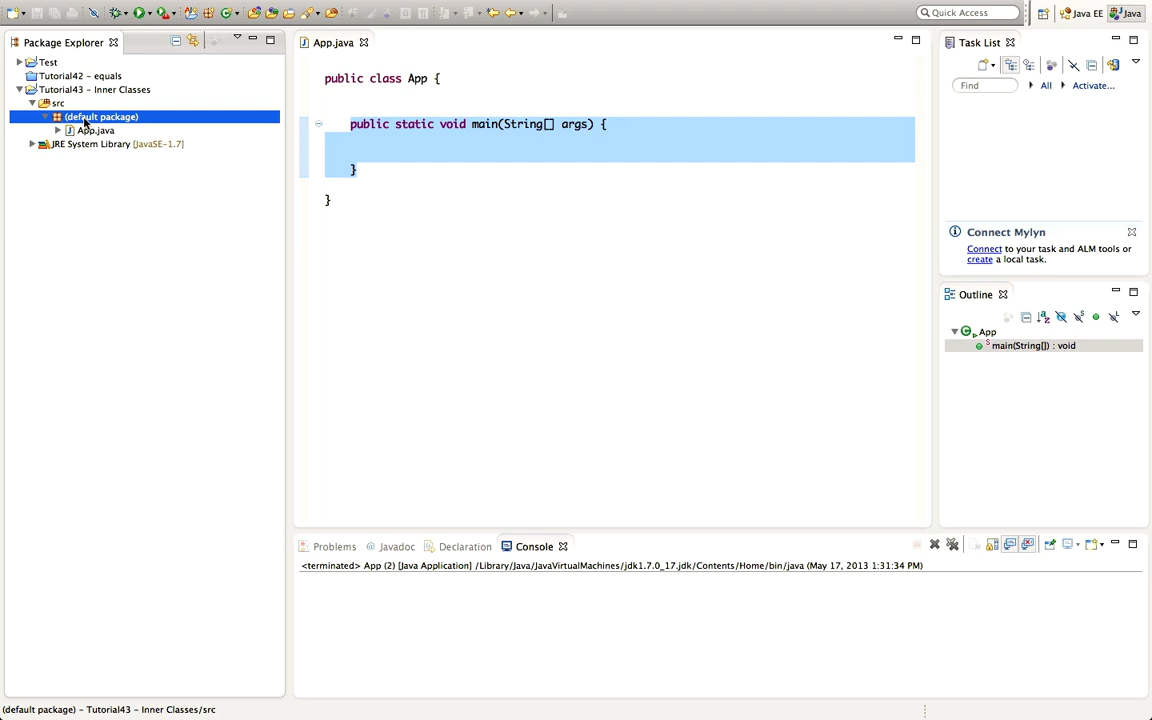 Quick Access
Java EE
Java
Package Explorer
Test
Tutorial42 - equals
Tutorial43 - Inner Classes
src
(default package)
App.java
JRE System Library [JavaSE-1.7]
App.java
public class App {
public static void main(String[] args) {
}
}
Task List
Find
All
Activate...
Connect Mylyn
Connect to your task and ALM tools or
create a local task.
Outline
App
main(String[]) : void
Problems
Javadoc
Declaration
Console
<terminated> App (2) [Java Application] /Library/Java/JavaVirtualMachines/jdk1.7.0_17.jdk/Contents/Home/bin/java (May 17, 2013 1:31:34 PM)
(default package) - Tutorial43 - Inner Classes/src